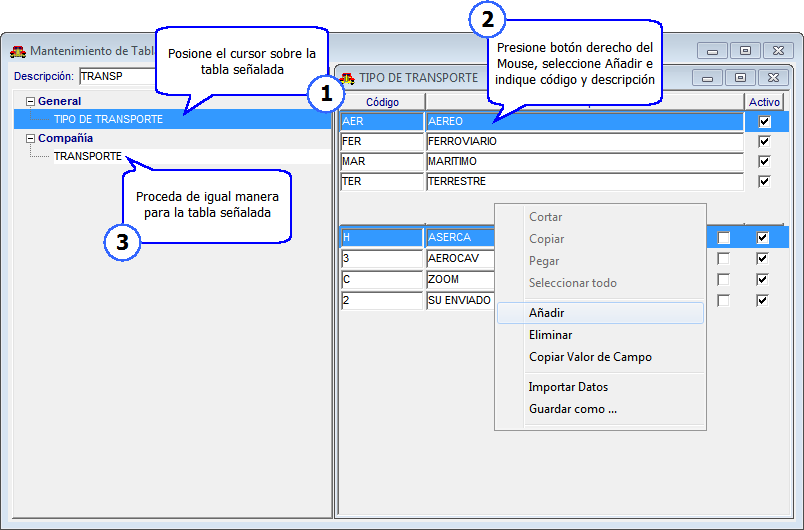 Mantenimiento de Tabl
Descripción: TRANSP
General
TIPO DE TRANSPORTE
Compañía
TRANSPORTE
1
Posione el cursor sobre la
tabla señalada
2
Presione botón derecho del
Mouse, seleccione Añadir e
indique código y descripción
3
Proceda de igual manera
para la tabla señalada
TIPO DE TRANSPORTE
Código Activo
AER AEREO
FER FERROVIARIO
MAR MARITIMO
TER TERRESTRE
H ASERCA
3 AEROCAV
C ZOOM
2 SU ENVIADO
Cortar
Copiar
Pegar
Seleccionar todo
Añadir
Eliminar
Copiar Valor de Campo
Importar Datos
Guardar como ...